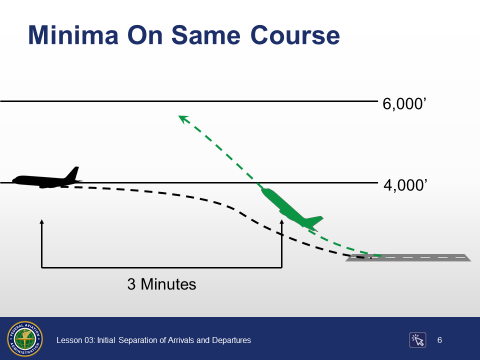 Minima On Same Course
6,000’
4,000’
3 Minutes
Lesson 03: Initial Separation of Arrivals and Departures
6